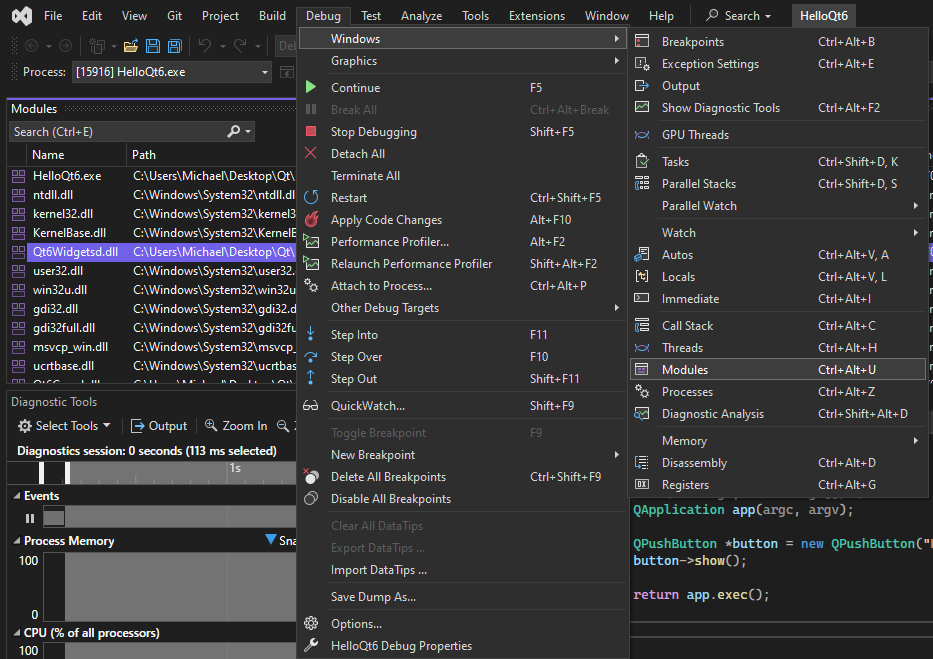 File Edit View Git Project Build Debug Test Analyze Tools Extensions Window Help Search HelloQt6
Process: [15916] HelloQt6.exe
Modules
Search (Ctrl+E)
Name Path
HelloQt6.exe C:\Users\Michael\Desktop\Qt\
ntdll.dll C:\Windows\System32\ntdll.dl
kernel32.dll C:\Windows\System32\kernel3
KernelBase.dll C:\Windows\System32\KernelB
Qt6Widgetsd.dll C:\Users\Michael\Desktop\Qt\
user32.dll C:\Windows\System32\user32.
win32u.dll C:\Windows\System32\win32u
gdi32.dll C:\Windows\System32\gdi32.d
gdi32full.dll C:\Windows\System32\gdi32fu
msvcp_win.dll C:\Windows\System32\msvcp_
ucrtbase.dll C:\Windows\System32\ucrtbas
Diagnostic Tools
Select Tools Output Zoom In
Diagnostics session: 0 seconds (113 ms selected)
1s
Events
Process Memory Sna
100
0
CPU (% of all processors)
100
Windows
Graphics
Continue F5
Break All Ctrl+Alt+Break
Stop Debugging Shift+F5
Detach All
Terminate All
Restart Ctrl+Shift+F5
Apply Code Changes Alt+F10
Performance Profiler... Alt+F2
Relaunch Performance Profiler Shift+Alt+F2
Attach to Process... Ctrl+Alt+P
Other Debug Targets
Step Into F11
Step Over F10
Step Out Shift+F11
QuickWatch... Shift+F9
Toggle Breakpoint F9
New Breakpoint
Delete All Breakpoints Ctrl+Shift+F9
Disable All Breakpoints
Clear All DataTips
Export DataTips ...
Import DataTips ...
Save Dump As...
Options...
HelloQt6 Debug Properties
Breakpoints Ctrl+Alt+B
Exception Settings Ctrl+Alt+E
Output
Show Diagnostic Tools Ctrl+Alt+F2
GPU Threads
Tasks Ctrl+Shift+D, K
Parallel Stacks Ctrl+Shift+D, S
Parallel Watch
Watch
Autos Ctrl+Alt+V, A
Locals Ctrl+Alt+V, L
Immediate Ctrl+Alt+I
Call Stack Ctrl+Alt+C
Threads Ctrl+Alt+H
Modules Ctrl+Alt+U
Processes Ctrl+Alt+Z
Diagnostic Analysis Ctrl+Shift+Alt+D
Memory
Disassembly Ctrl+Alt+D
Registers Ctrl+Alt+G
QApplication app(argc, argv);
QPushButton *button = new QPushButton("
button->show();
return app.exec();